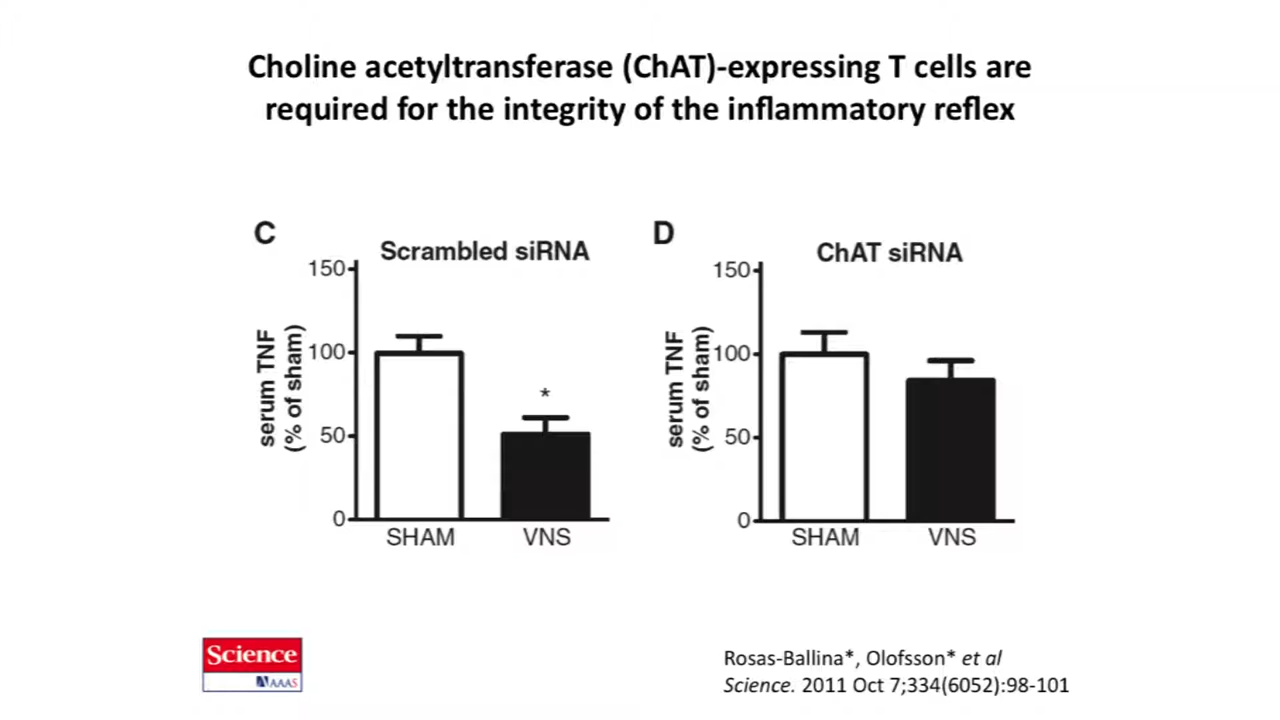 Choline acetyltransferase (ChAT)-expressing T cells are
required for the integrity of the inflammatory reflex
C
Scrambled siRNA
serum TNF
(% of sham)
150
100
50
0
SHAM VNS
*
D
ChAT siRNA
serum TNF
(% of sham)
150
100
50
0
SHAM VNS
Science
AAAS
Rosas-Ballina*, Olofsson* et al
Science. 2011 Oct 7;334(6052):98-101